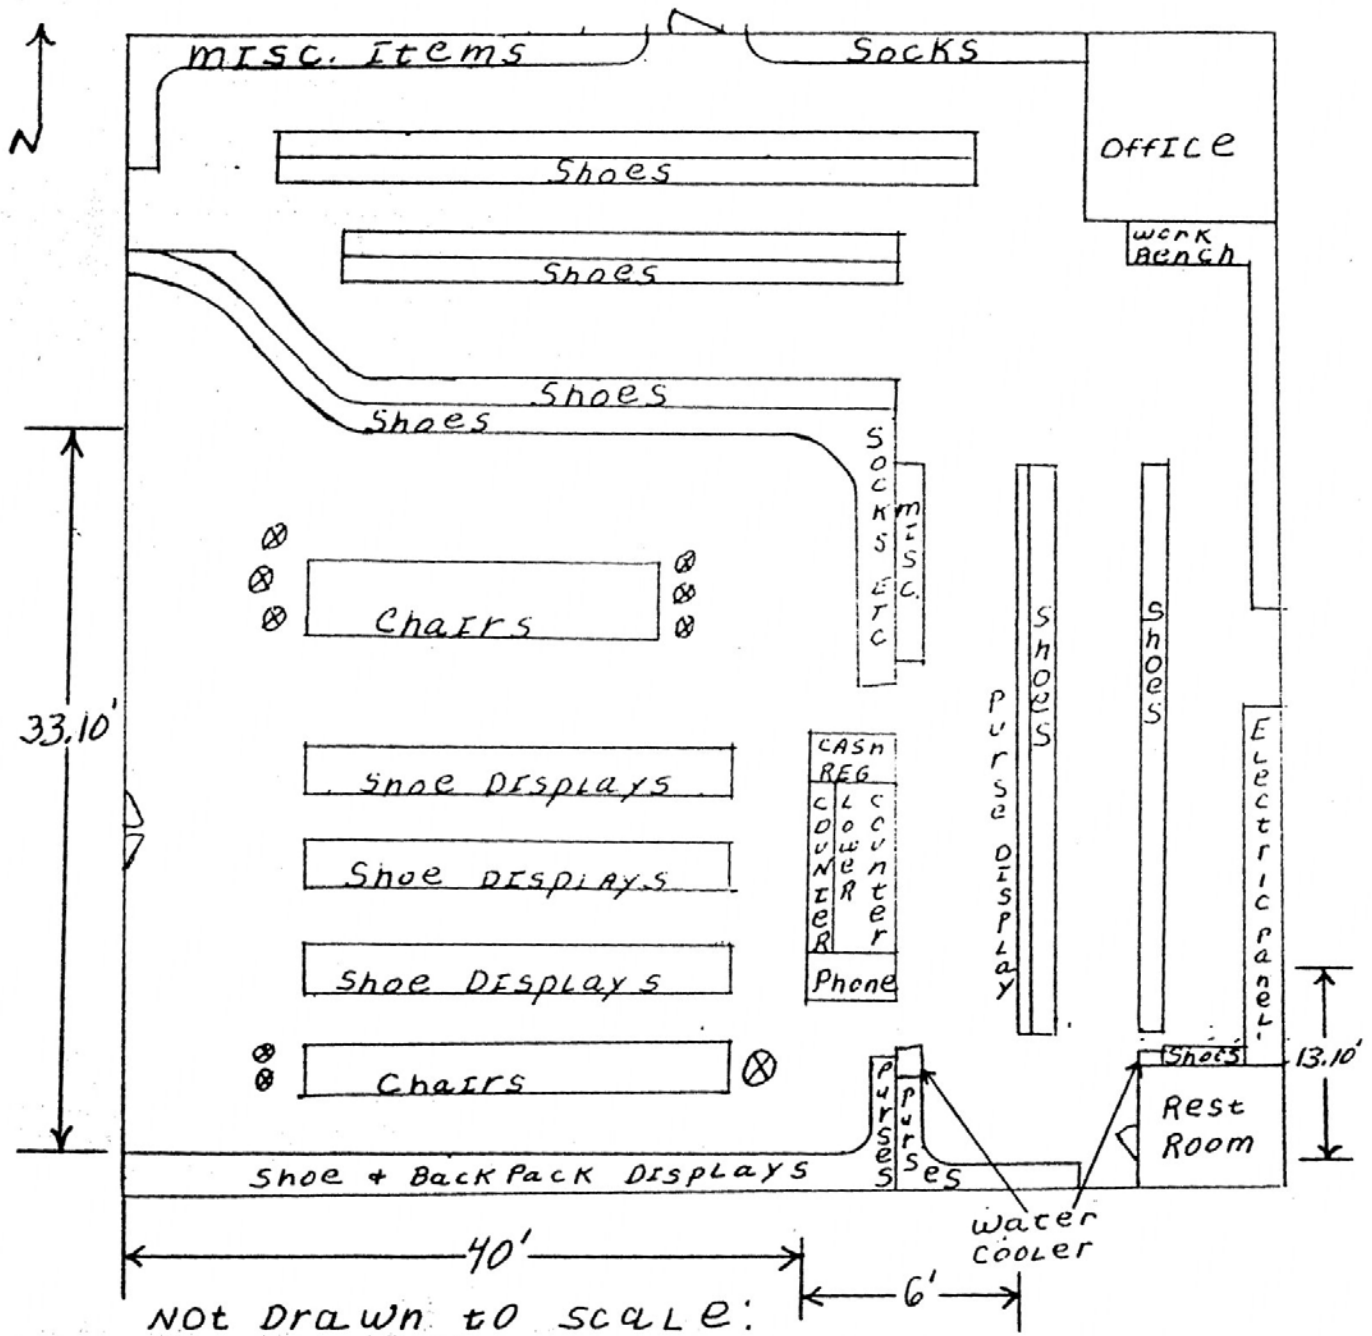 MISC. Items
Socks
N
Office
Shoes
Work
Bench
Shoes
Shoes
Shoes
SOCKS ETC
MISC.
Chairs
Shoes
Shoes
33.10'
Purse Display
Electric Panel
Cash
Reg
Shoe Displays
Counter
Lower
Counter
Shoe Displays
Shoe Displays
Phone
Shoes
13.10'
Chairs
Purses
Purses
Rest
Room
Shoe & BackPack Displays
Water
Cooler
40'
6'
Not Drawn to Scale: